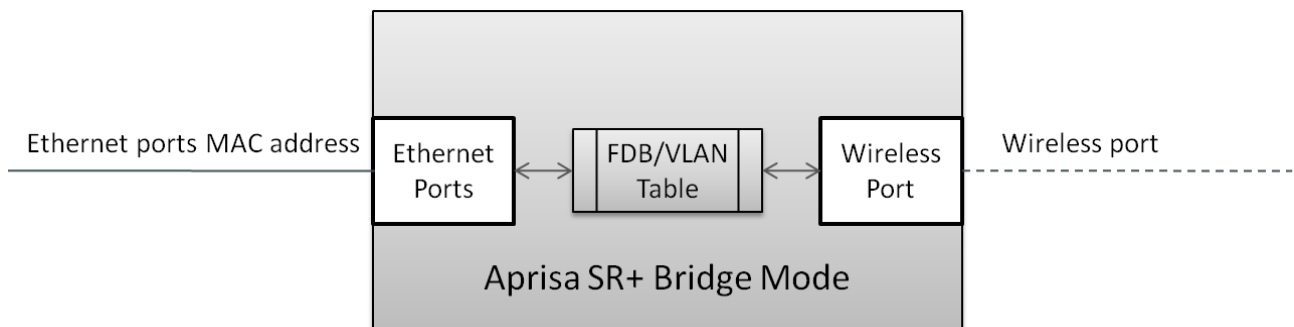 Ethernet ports MAC address
Ethernet
Ports
FDB/VLAN
Table
Wireless
Port
Wireless port
Aprisa SR+ Bridge Mode